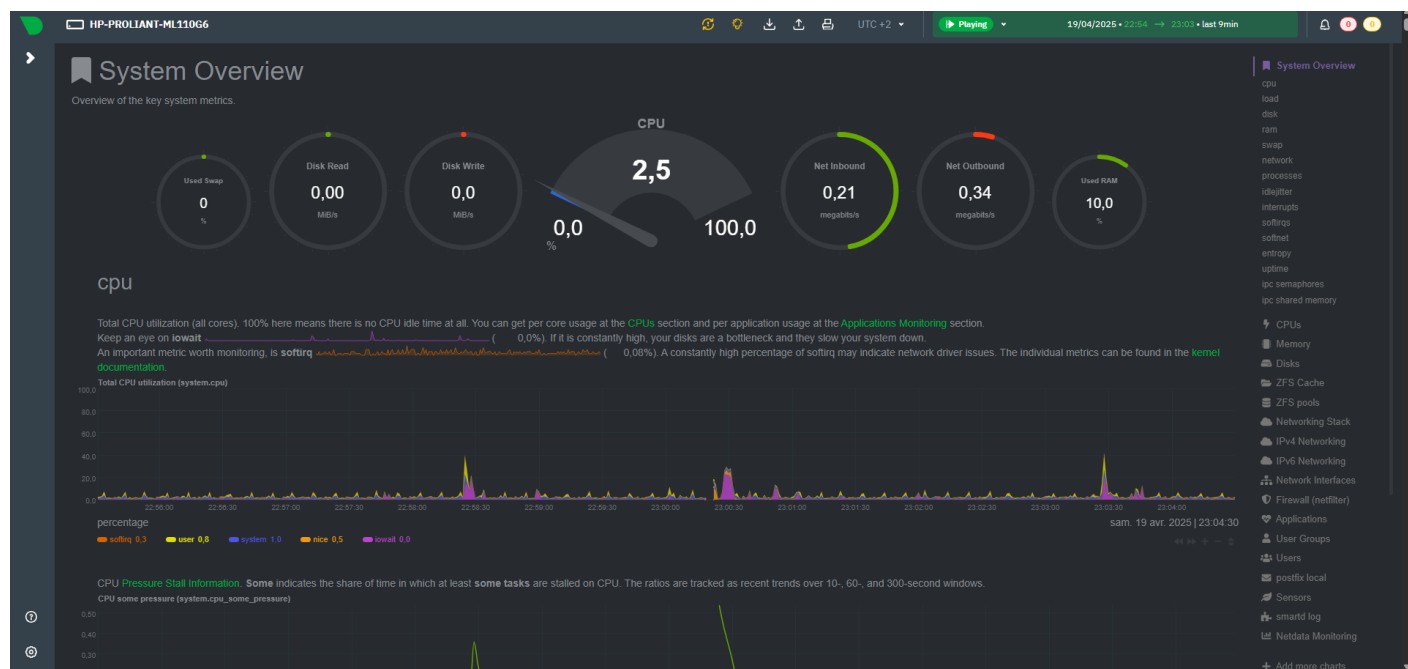 HP-PROLIANT-ML110G6
UTC +2
Playing
19/04/2025 • 22:54 → 23:03 • last 9min
0
0
System Overview
Overview of the key system metrics.
Used Swap
0
%
Disk Read
0,00
MiB/s
Disk Write
0,0
MiB/s
CPU
2,5
0,0
100,0
%
Net Inbound
0,21
megabits/s
Net Outbound
0,34
megabits/s
Used RAM
10,0
%
cpu
Total CPU utilization (all cores). 100% here means there is no CPU idle time at all. You can get per core usage at the CPUs section and per application usage at the Applications Monitoring section.
Keep an eye on iowait ( 0,0%). If it is constantly high, your disks are a bottleneck and they slow your system down.
An important metric worth monitoring, is softirq ( 0,08%). A constantly high percentage of softirq may indicate network driver issues. The individual metrics can be found in the kernel
documentation.
Total CPU utilization (system.cpu)
100,0
80,0
60,0
40,0
20,0
0,0
22:56:00 22:56:30 22:57:00 22:57:30 22:58:00 22:58:30 22:59:00 22:59:30 23:00:00 23:00:30 23:01:00 23:01:30 23:02:00 23:02:30 23:03:00 23:03:30 23:04:00
percentage
sam. 19 avr. 2025 | 23:04:30
softirq 0,3 user 0,8 system 1,0 nice 0,5 iowait 0,0
CPU Pressure Stall Information. Some indicates the share of time in which at least some tasks are stalled on CPU. The ratios are tracked as recent trends over 10-, 60-, and 300-second windows.
CPU some pressure (system.cpu_some_pressure)
0,50
0,40
0,30
System Overview
cpu
load
disk
ram
swap
network
processes
idlejitter
interrupts
softirqs
softnet
entropy
uptime
ipc semaphores
ipc shared memory
CPUs
Memory
Disks
ZFS Cache
ZFS pools
Networking Stack
IPv4 Networking
IPv6 Networking
Network Interfaces
Firewall (netfilter)
Applications
User Groups
Users
postfix local
Sensors
smartd log
Netdata Monitoring
+ Add more charts